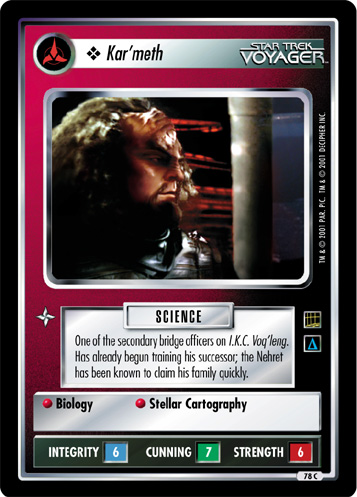 ❖ Kar'meth
STAR TREK
VOYAGER™
TM & © 2001 PAR. PIC. TM & © 2001 DECIPHER INC.
SCIENCE
One of the secondary bridge officers on I.K.C. Voq'leng.
Has already begun training his successor; the Nehret
has been known to claim his family quickly.
Biology Stellar Cartography
INTEGRITY 6 CUNNING 7 STRENGTH 6
78 C